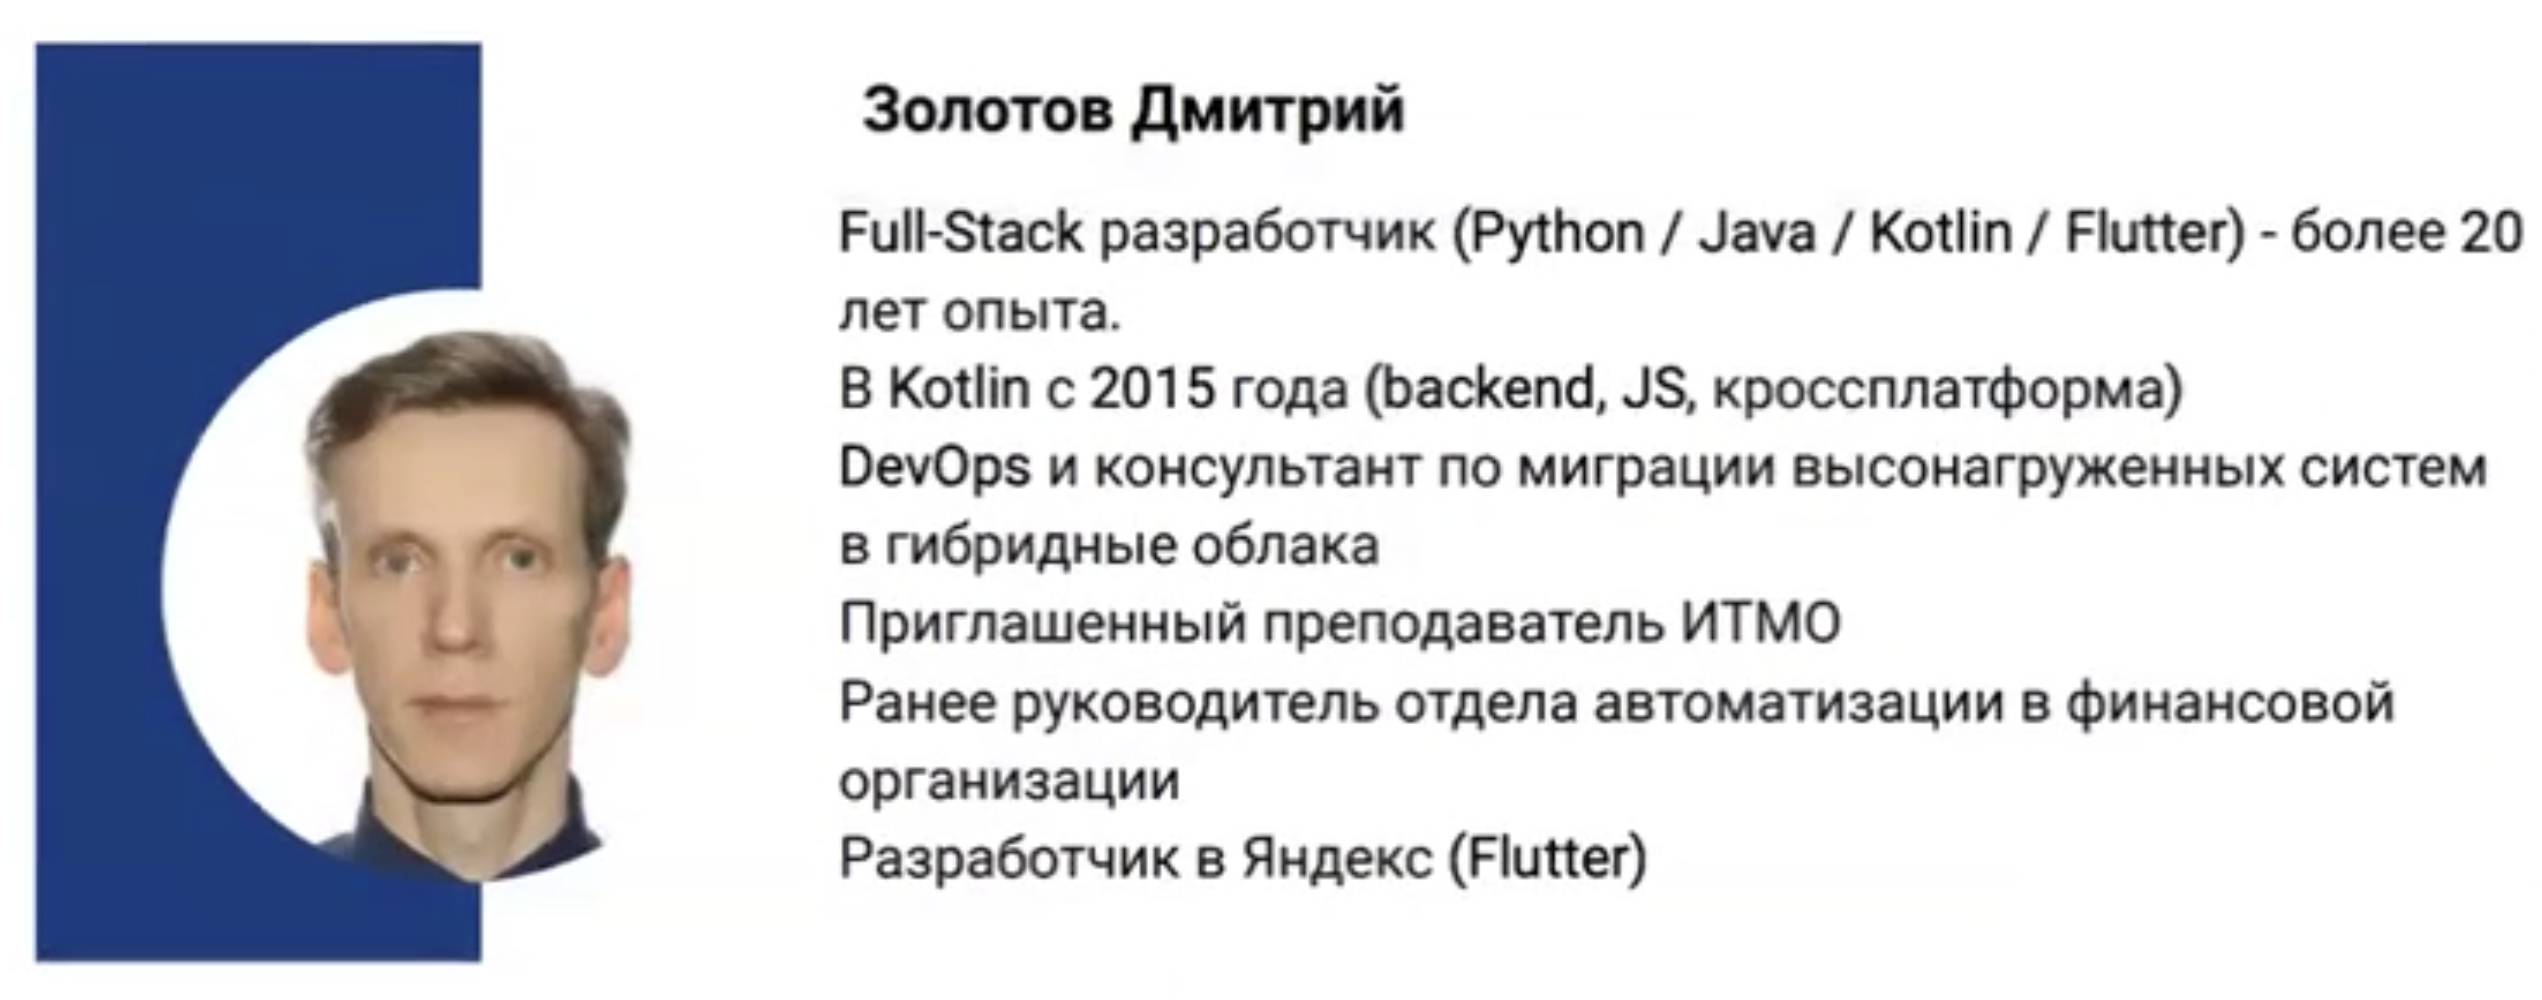 Золотов Дмитрий
Full-Stack разработчик (Python / Java / Kotlin / Flutter) - более 20
лет опыта.
В Kotlin с 2015 года (backend, JS, кроссплатформа)
DevOps и консультант по миграции высонагруженных систем
в гибридные облака
Приглашенный преподаватель ИТМО
Ранее руководитель отдела автоматизации в финансовой
организации
Разработчик в Яндекс (Flutter)